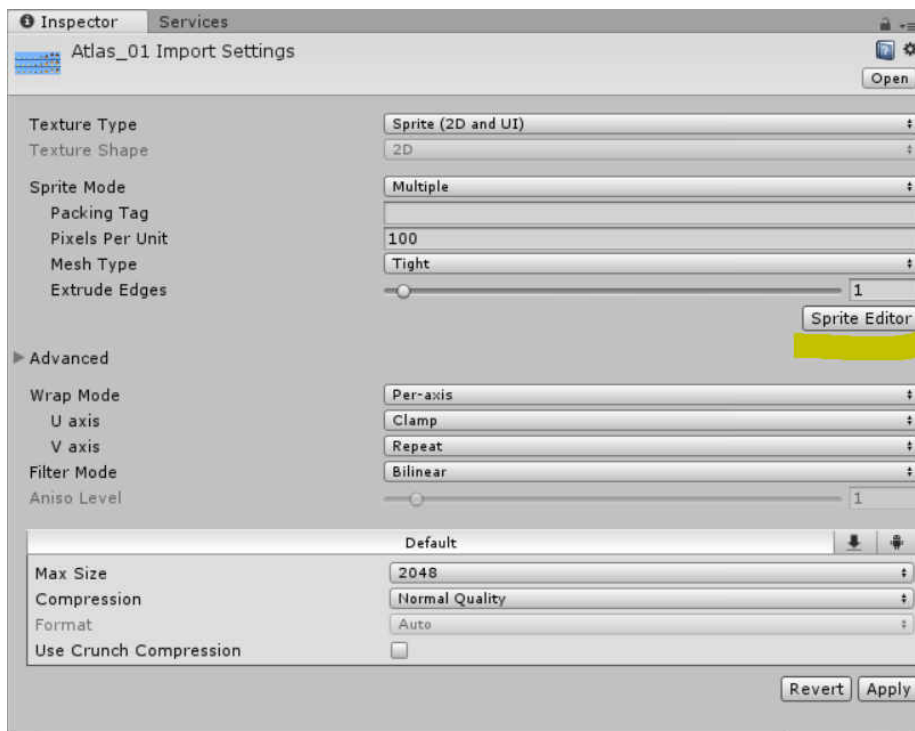 Inspector Services
Atlas_01 Import Settings
Open
Texture Type Sprite (2D and UI)
Texture Shape 2D
Sprite Mode Multiple
Packing Tag
Pixels Per Unit 100
Mesh Type Tight
Extrude Edges 1
Sprite Editor
Advanced
Wrap Mode Per-axis
U axis Clamp
V axis Repeat
Filter Mode Bilinear
Aniso Level 1
Default
Max Size 2048
Compression Normal Quality
Format Auto
Use Crunch Compression
Revert Apply